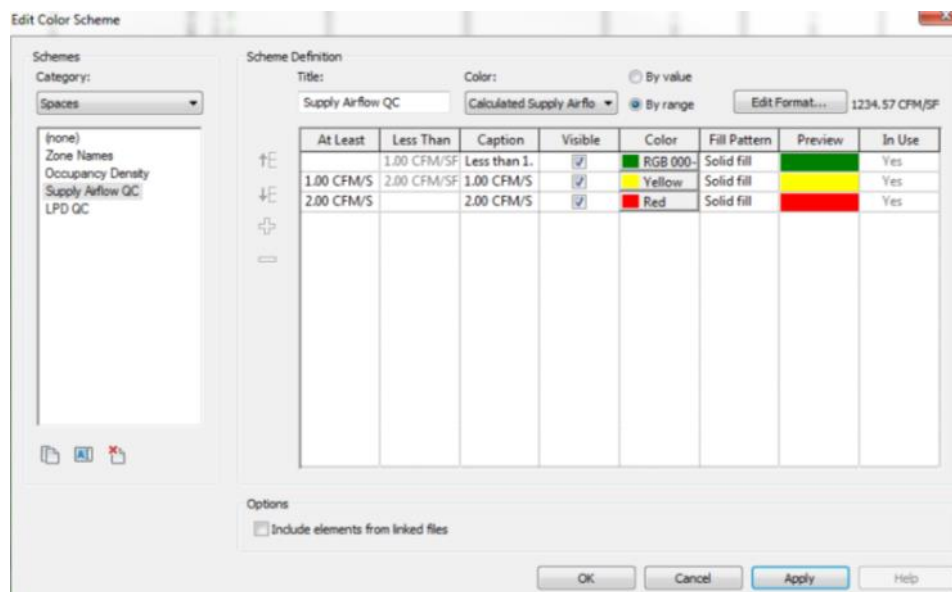 Edit Color Scheme
Schemes
Category:
Spaces
(none)
Zone Names
Occupancy Density
Supply Airflow QC
LPD QC
Scheme Definition
Title:
Supply Airflow QC
Color:
Calculated Supply Airflo
By value
By range
Edit Format...
1234.57 CFM/SF
At Least Less Than Caption Visible Color Fill Pattern Preview In Use
1.00 CFM/SF Less than 1. RGB 000- Solid fill Yes
1.00 CFM/S 2.00 CFM/SF 1.00 CFM/S Yellow Solid fill Yes
2.00 CFM/S 2.00 CFM/S Red Solid fill Yes
Options
Include elements from linked files
OK Cancel Apply Help